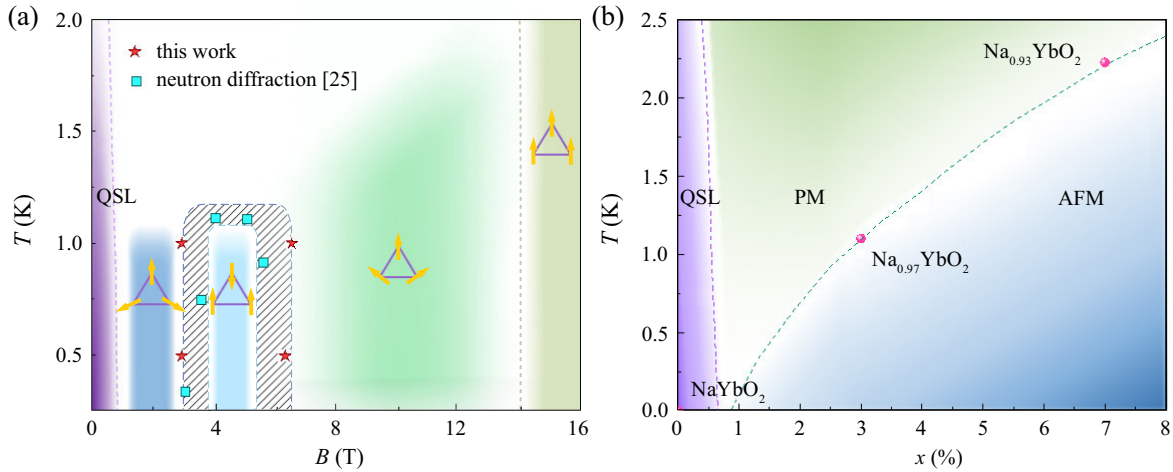 (a)
2.0
1.5
1.0
0.5
T (K)
0
4
8
12
16
B (T)
this work
neutron diffraction [25]
QSL
(b)
2.5
2.0
1.5
1.0
0.5
0.0
T (K)
0
1
2
3
4
5
6
7
8
x (%)
Na₀.₉₃YbO₂
QSL
PM
AFM
Na₀.₉₇YbO₂
NaYbO₂